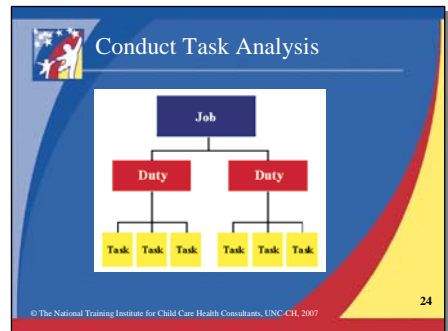 Conduct Task Analysis
Job
Duty Duty
Task Task Task Task Task Task
24
© The National Training Institute for Child Care Health Consultants, UNC-CH, 2007